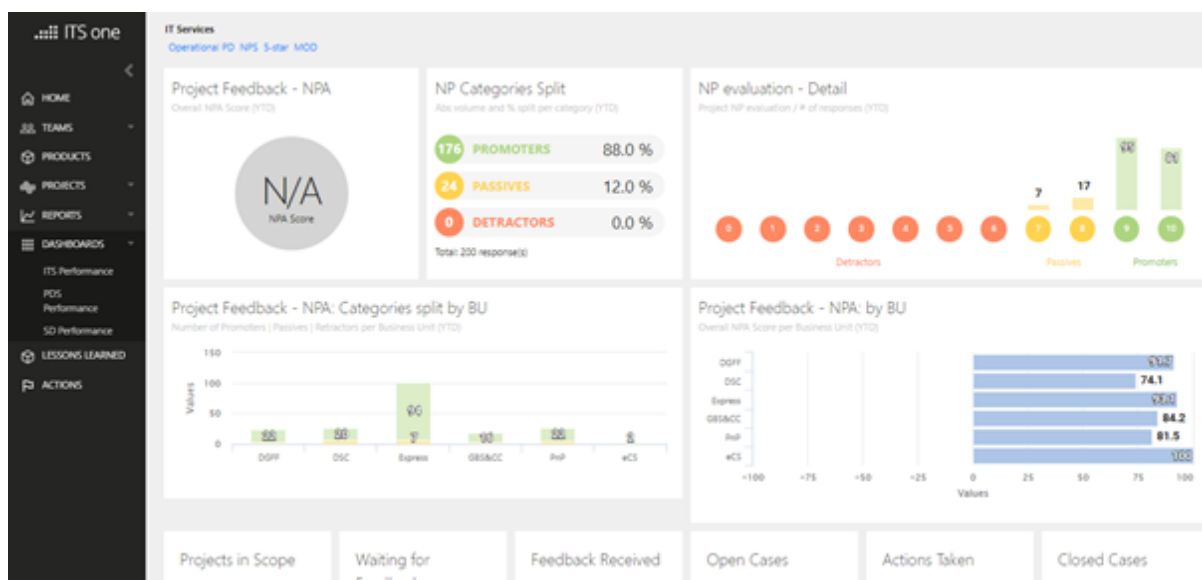 ITS one
IT Services
Operational PD NPS 5-star MOD
HOME
TEAMS
PRODUCTS
PROJECTS
REPORTS
DASHBOARDS
ITS Performance
PDS
Performance
SD Performance
LESSONS LEARNED
ACTIONS
Project Feedback - NPA
Overall NPA Score (YTD)
N/A
NPA Score
NP Categories Split
Abs volume and % split per category (YTD)
176 PROMOTERS 88.0 %
24 PASSIVES 12.0 %
0 DETRACTORS 0.0 %
Total: 200 response(s)
NP evaluation - Detail
Project NP evaluation / # of responses (YTD)
7 17 95 81
0 1 2 3 4 5 6 7 8 9 10
Detractors Passives Promoters
Project Feedback - NPA: Categories split by BU
Number of Promoters | Passives | Retractors per Business Unit (YTD)
150
100
50
0
Values
7
DGFF DSC Express GBS&CC PnP eCS
Project Feedback - NPA: by BU
Overall NPA Score per Business Unit (YTD)
DGFF
DSC 74.1
Express
GBS&CC 84.2
PnP 81.5
eCS 100
-100 -75 -50 -25 0 25 50 75 100
Values
Projects in Scope
Waiting for
Feedback Received
Open Cases
Actions Taken
Closed Cases